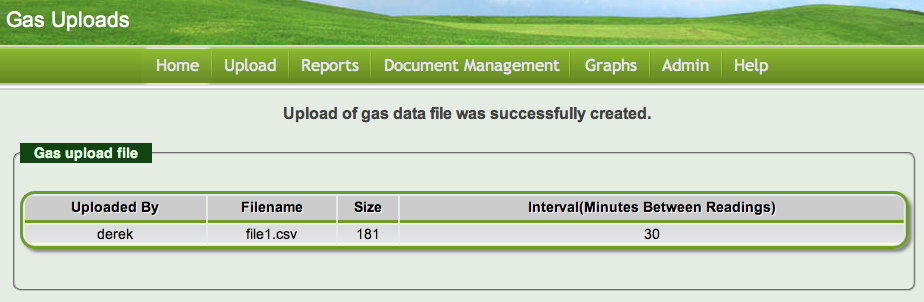 Gas Uploads
Home Upload Reports Document Management Graphs Admin Help
Upload of gas data file was successfully created.
Gas upload file
Uploaded By Filename Size Interval(Minutes Between Readings)
derek file1.csv 181 30